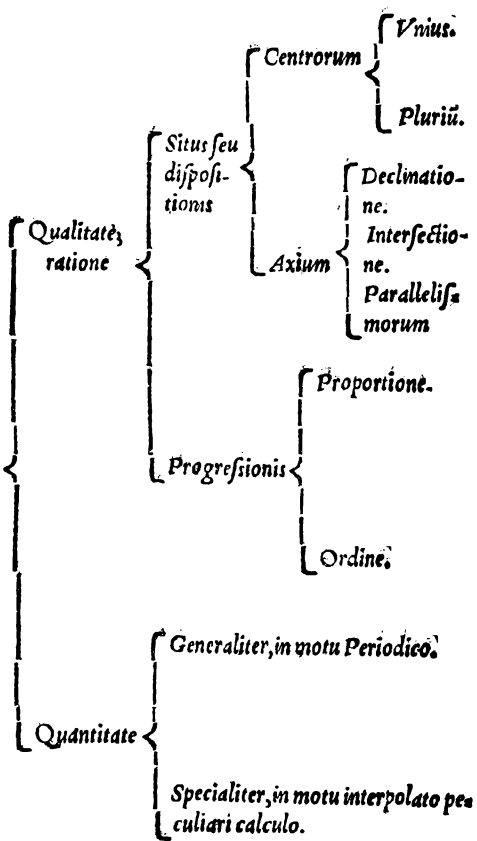 Vnius.
Centrorum
Pluriũ.
Situs ſeu
diſpoſi-
tionis
Declinatio-
ne.
Interſectio-
ne.
Axium
Paralleliſ-
morum
Qualitate,
ratione
Proportione.
Progreſsionis
Ordine.
Generaliter, in motu Periodico.
Quantitate
Specialiter, in motu interpolato pe-
culiari calculo.